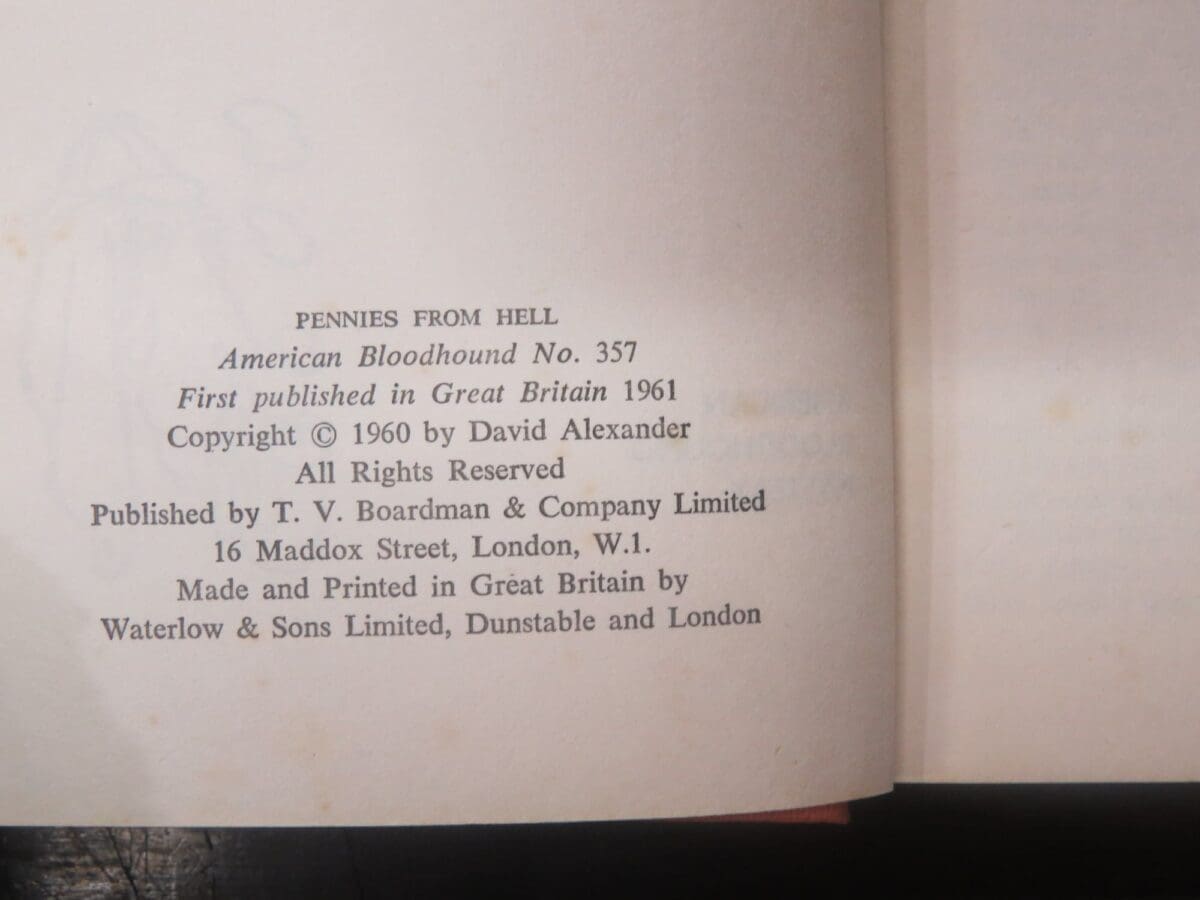 PENNIES FROM HELL
American Bloodhound No. 357
First published in Great Britain 1961
Copyright © 1960 by David Alexander
All Rights Reserved
Published by T. V. Boardman & Company Limited
16 Maddox Street, London, W.1.
Made and Printed in Great Britain by
Waterlow & Sons Limited, Dunstable and London